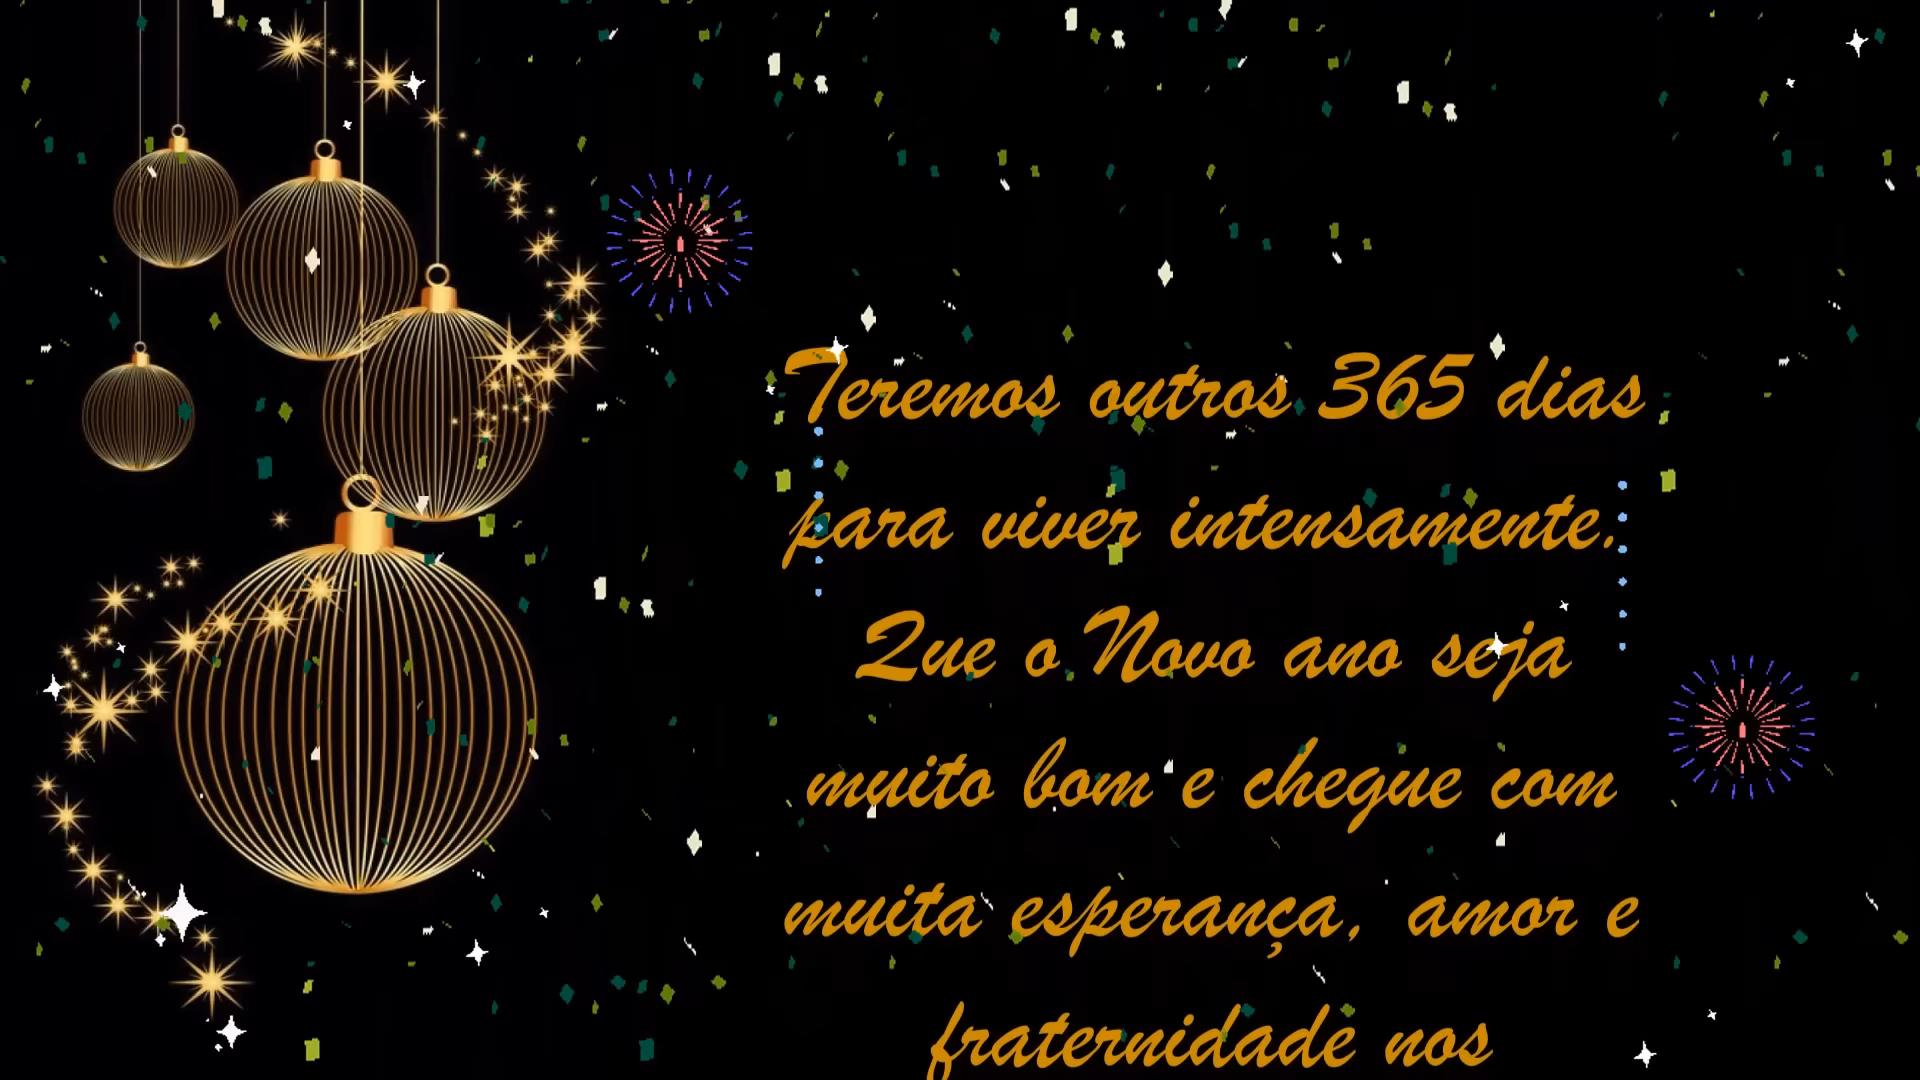 Teremos outros 365 dias
para viver intensamente.
Que o Novo ano seja
muito bom e chegue com
muita esperança, amor e
fraternidade nos